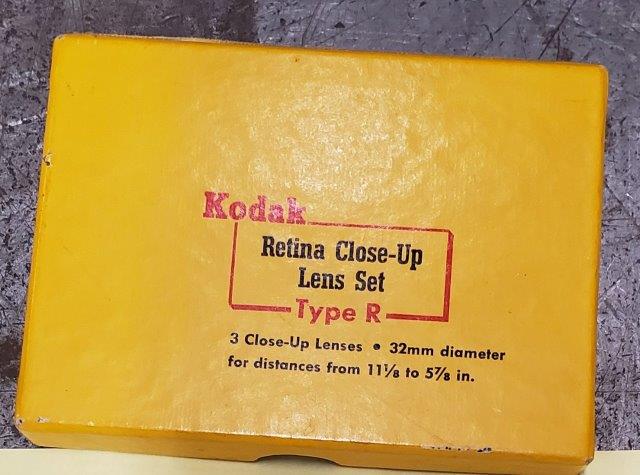 Kodak
Retina Close-Up
Lens Set
Type R
3 Close-Up Lenses • 32mm diameter
for distances from 11⅛ to 5⅞ in.